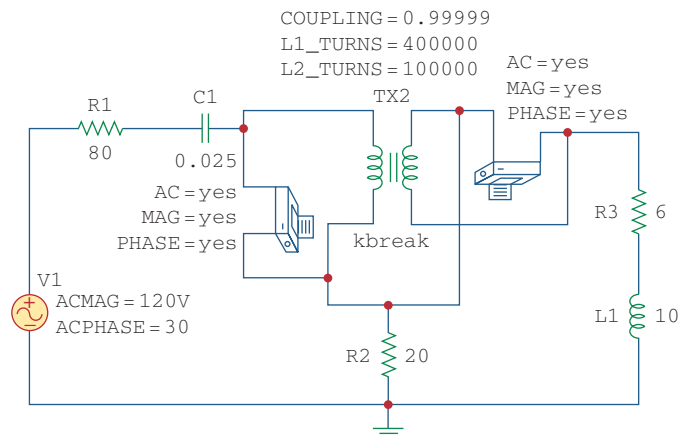 COUPLING=0.99999
L1_TURNS=400000
L2_TURNS=100000
TX2
AC=yes
MAG=yes
PHASE=yes
R1
80
C1
0.025
AC=yes
MAG=yes
PHASE=yes
kbreak
R3
6
V1
ACMAG=120V
ACPHASE=30
L1
10
R2
20